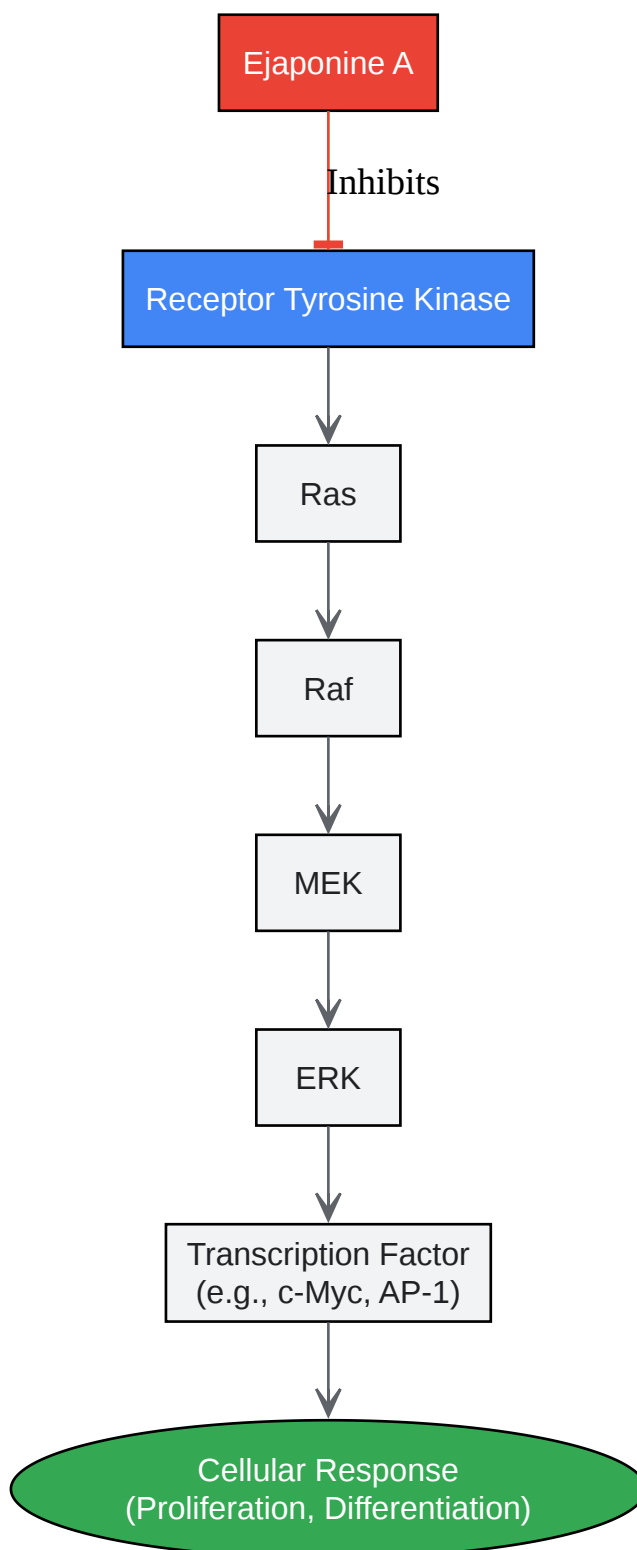 Ejaponine A
Inhibits
Receptor Tyrosine Kinase
Ras
Raf
MEK
ERK
Transcription Factor
(e.g., c-Myc, AP-1)
Cellular Response
(Proliferation, Differentiation)